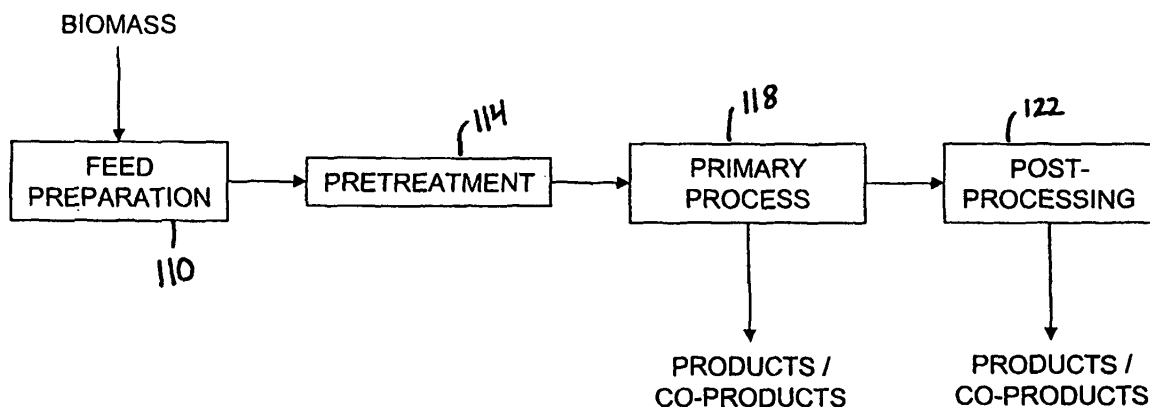 BIOMASS
FEED
PREPARATION
110
PRETREATMENT
114
PRIMARY
PROCESS
118
POST-
PROCESSING
122
PRODUCTS /
CO-PRODUCTS
PRODUCTS /
CO-PRODUCTS